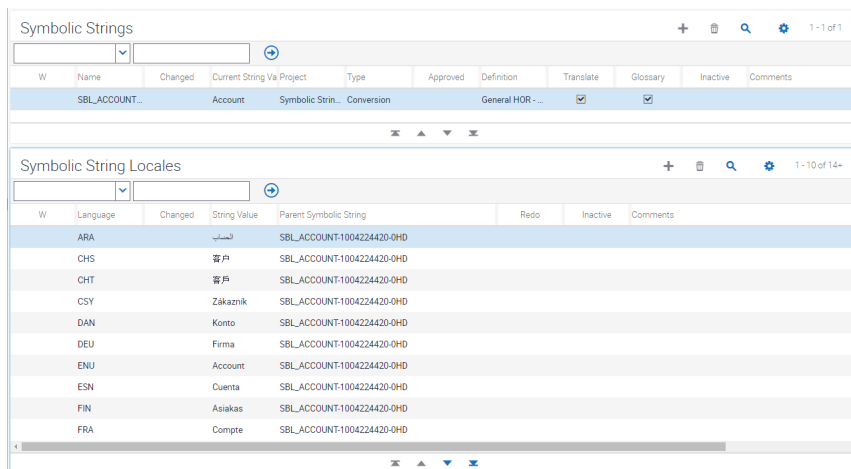 Symbolic Strings
1 - 1 of 1
W Name Changed Current String Va Project Type Approved Definition Translate Glossary Inactive Comments
SBL_ACCOUNT... Account Symbolic Strin... Conversion General HOR - ...
Symbolic String Locales
1 - 10 of 14+
W Language Changed String Value Parent Symbolic String Redo Inactive Comments
ARA الحساب SBL_ACCOUNT-1004224420-0HD
CHS 客户 SBL_ACCOUNT-1004224420-0HD
CHT 客戶 SBL_ACCOUNT-1004224420-0HD
CSY Zákazník SBL_ACCOUNT-1004224420-0HD
DAN Konto SBL_ACCOUNT-1004224420-0HD
DEU Firma SBL_ACCOUNT-1004224420-0HD
ENU Account SBL_ACCOUNT-1004224420-0HD
ESN Cuenta SBL_ACCOUNT-1004224420-0HD
FIN Asiakas SBL_ACCOUNT-1004224420-0HD
FRA Compte SBL_ACCOUNT-1004224420-0HD